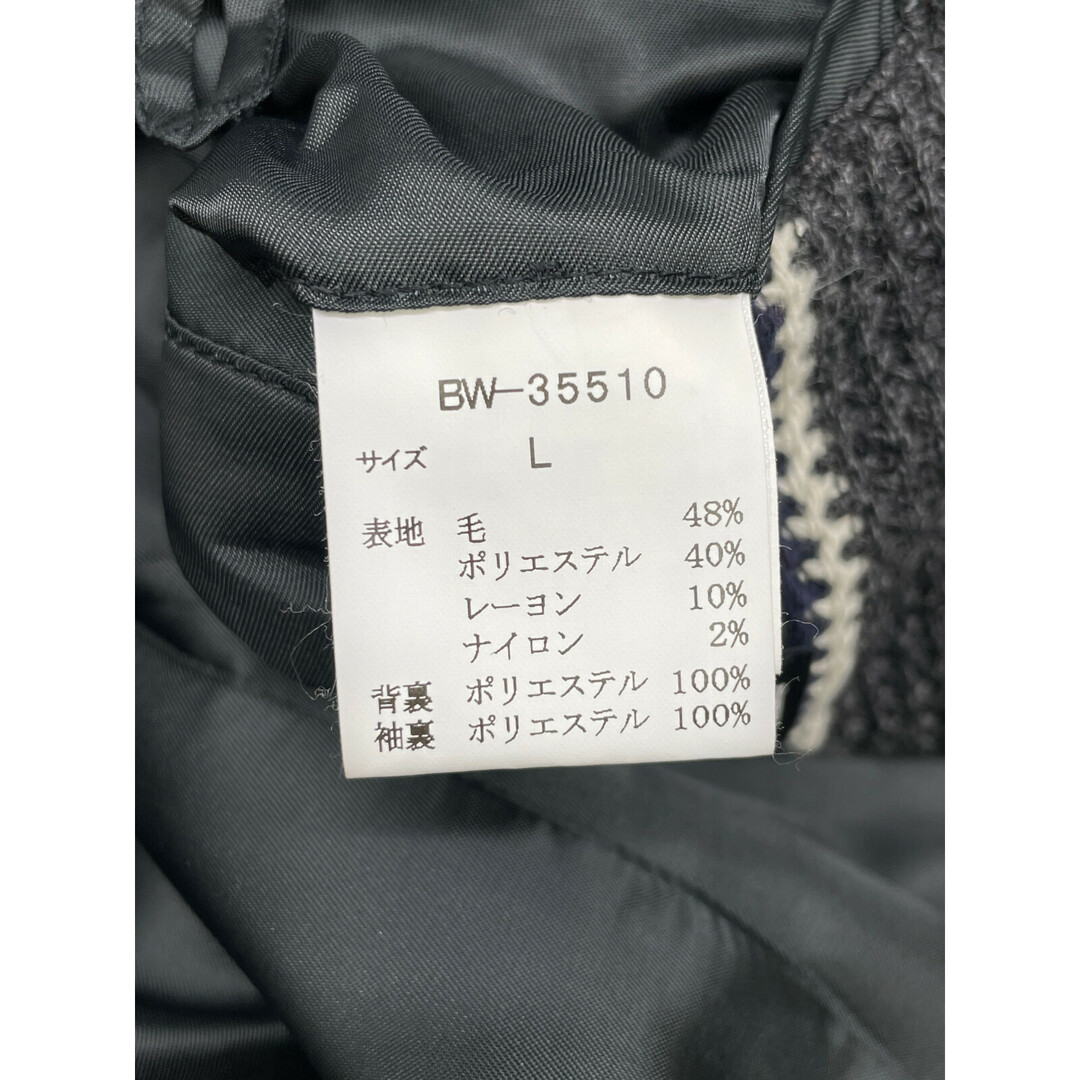 BW-35510
サイズ L
表地 毛 48%
ポリエステル 40%
レーヨン 10%
ナイロン 2%
背裏 ポリエステル 100%
袖裏 ポリエステル 100%